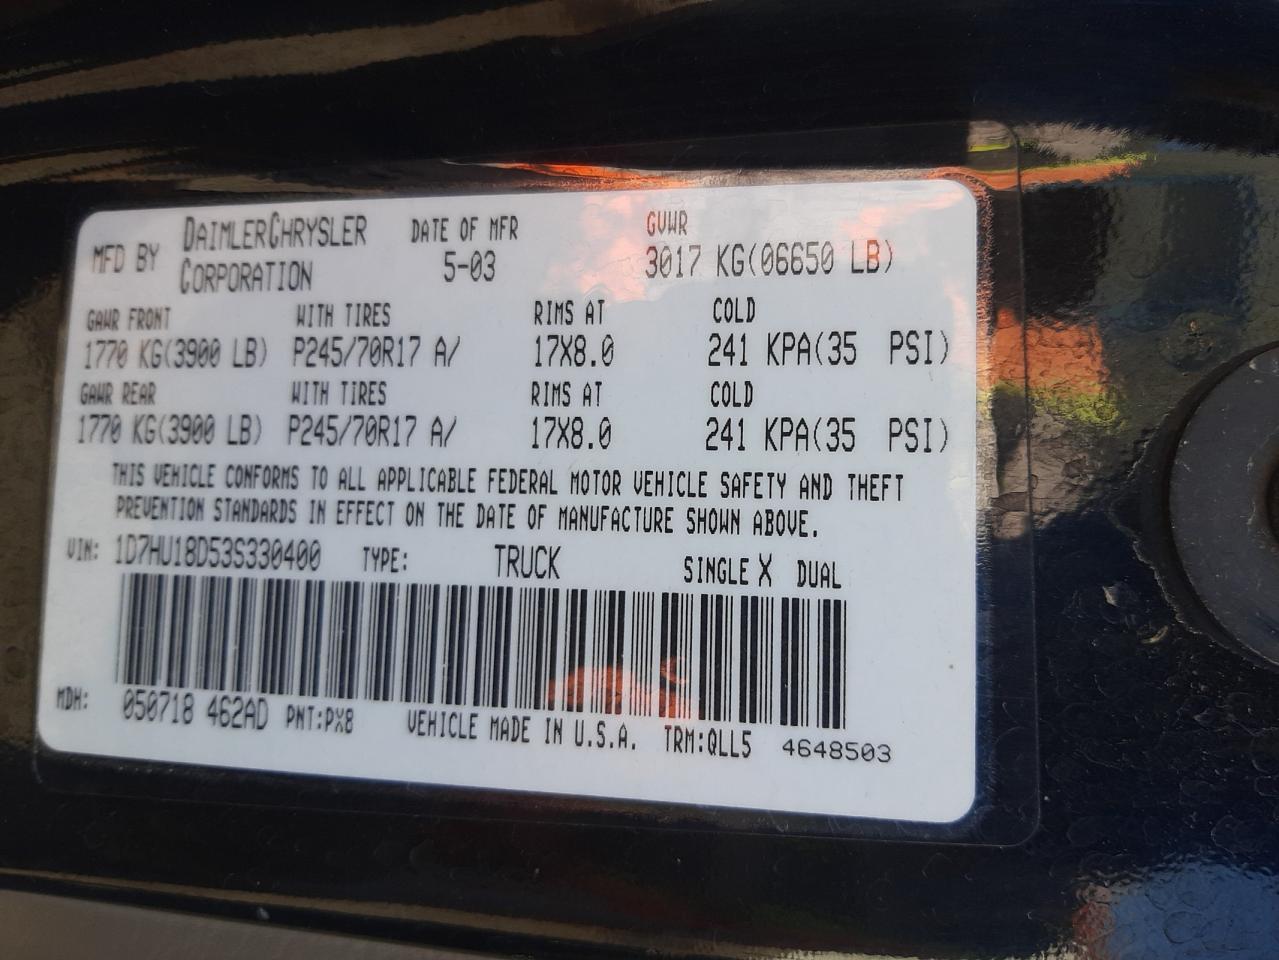 MFD BY DAIMLERCHRYSLER CORPORATION DATE OF MFR 5-03 GVWR 3017 KG(06650 LB)
GAWR FRONT WITH TIRES RIMS AT COLD
1770 KG(3900 LB) P245/70R17 A/ 17X8.0 241 KPA(35 PSI)
GAWR REAR WITH TIRES RIMS AT COLD
1770 KG(3900 LB) P245/70R17 A/ 17X8.0 241 KPA(35 PSI)
THIS VEHICLE CONFORMS TO ALL APPLICABLE FEDERAL MOTOR VEHICLE SAFETY AND THEFT
PREVENTION STANDARDS IN EFFECT ON THE DATE OF MANUFACTURE SHOWN ABOVE.
VIN: 1D7HU18D53S330400 TYPE: TRUCK SINGLE X DUAL
MDH: 050718 462AD PNT:PX8 VEHICLE MADE IN U.S.A. TRM:QLL5 4648503